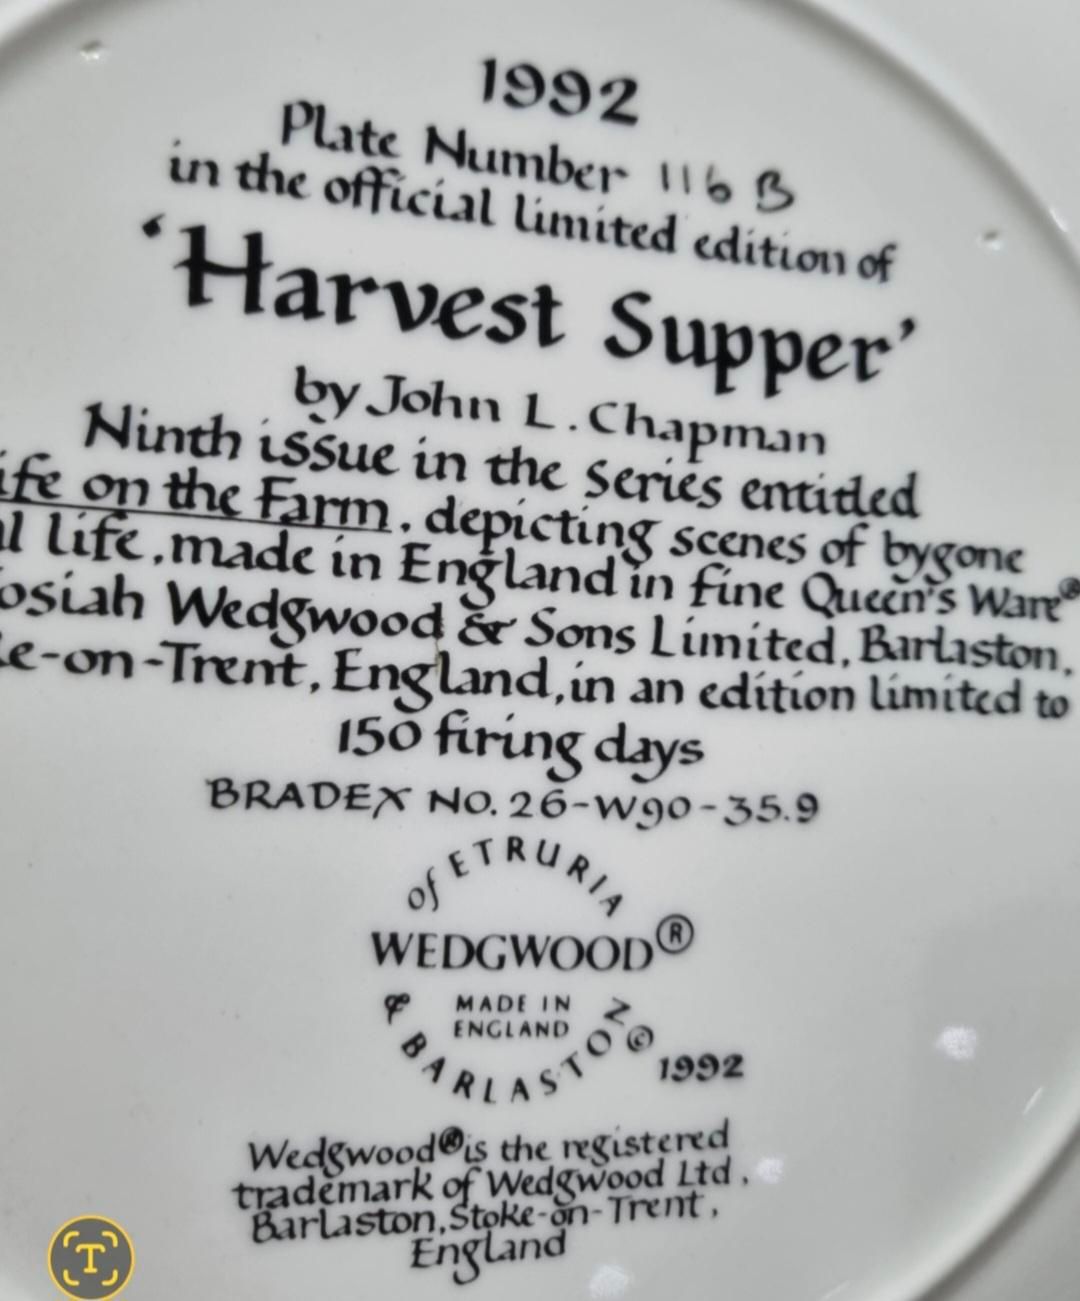 1992
Plate Number 116 B
in the official limited edition of
'Harvest Supper'
by John L. Chapman
Ninth issue in the series entitled
ife on the Farm, depicting scenes of bygone
l life, made in England in fine Queen's Ware®
osiah Wedgwood & Sons Limited, Barlaston,
ke-on-Trent, England, in an edition limited to
150 firing days
BRADEX NO. 26-W90-35.9
of ETRURIA
WEDGWOOD®
MADE IN
ENGLAND
& BARLASTON © 1992
Wedgwood® is the registered
trademark of Wedgwood Ltd,
Barlaston, Stoke-on-Trent,
England
T